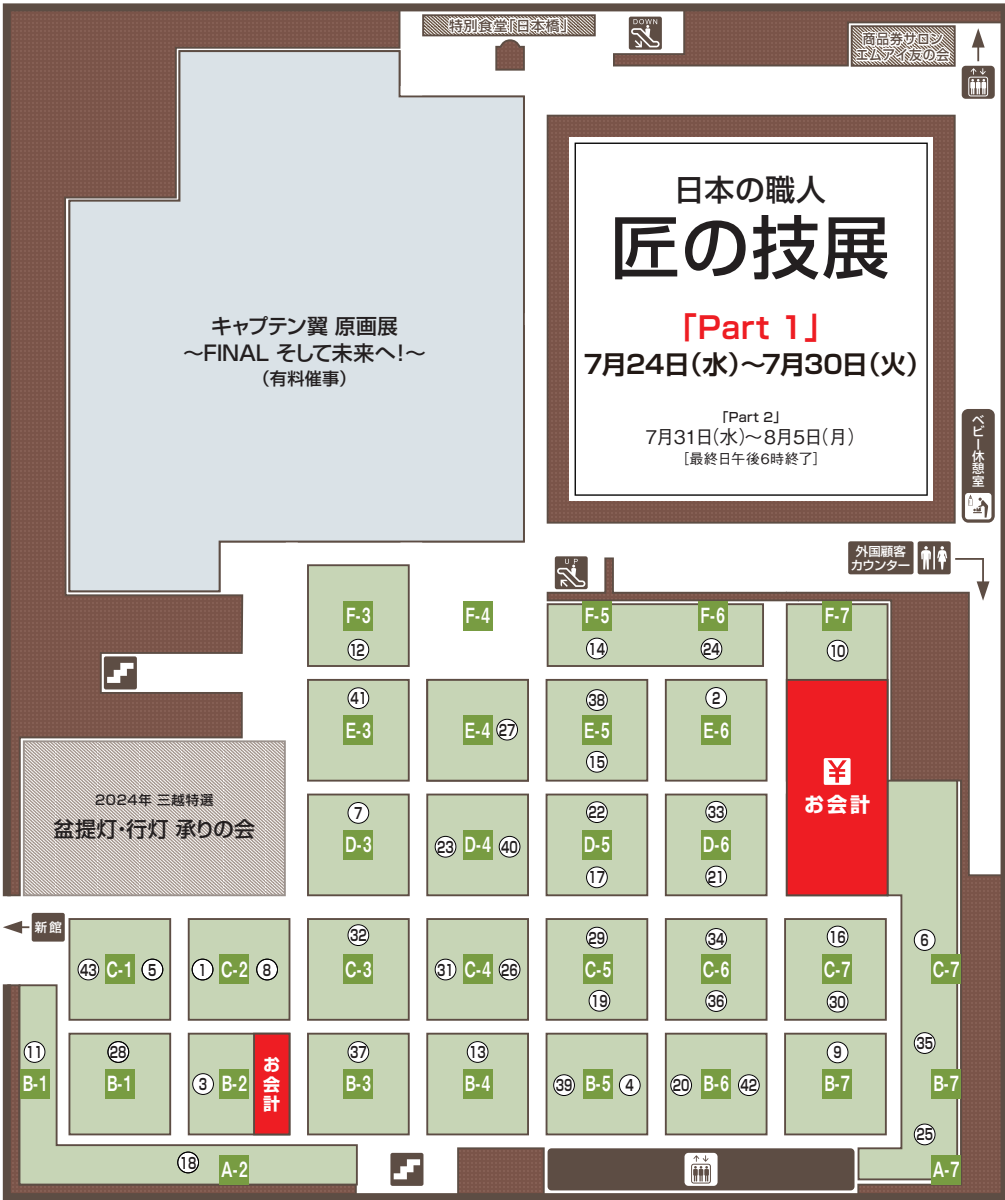 特別食堂「日本橋」
DOWN
商品券サロン
エムアイ友の会
日本の職人
匠の技展
「Part 1」
7月24日(水)～7月30日(火)
「Part 2」
7月31日(水)～8月5日(月)
[最終日午後6時終了]
キャプテン翼 原画展
～FINAL そして未来へ!～
(有料催事)
ベビー休憩室
外国顧客
カウンター
UP
F-3
F-4
F-5
F-6
F-7
⑫
⑭
㉔
⑩
㊶
㊳
②
E-3
E-4 ㉗
E-5
E-6
⑮
¥
お会計
2024年 三越特選
盆提灯・行灯 承りの会
⑦
㉒
㉝
D-3
㉓ D-4 ㊵
D-5
D-6
⑰
㉑
新館
㉜
㉙
㉞
⑯
⑥
㊸ C-1 ⑤
① C-2 ⑧
C-3
㉛ C-4 ㉖
C-5
C-6
C-7
C-7
⑲
㊱
㉚
⑪
㉘
㊲
⑬
⑨
㉟
B-1
B-1
③ B-2
お会計
B-3
B-4
㊴ B-5 ④
⑳ B-6 ㊷
B-7
B-7
㉕
⑱
A-2
A-7